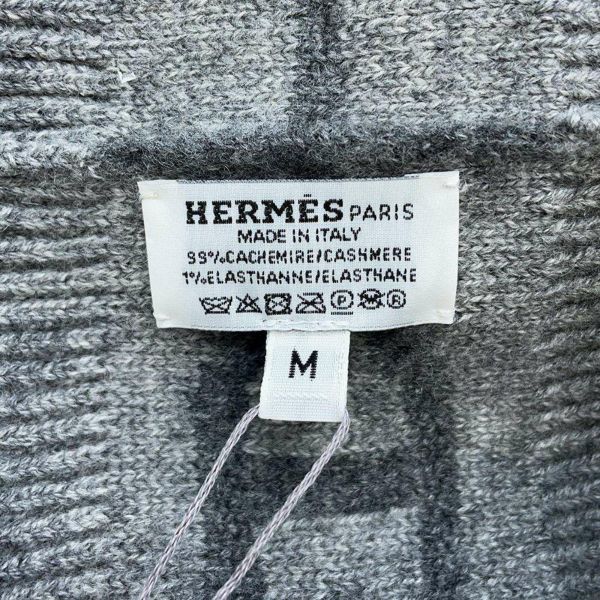 HERMÈS PARIS
MADE IN ITALY
99%CACHEMIRE/CASHMERE
1%ELASTHANNE/ELASTHANE
P R
M